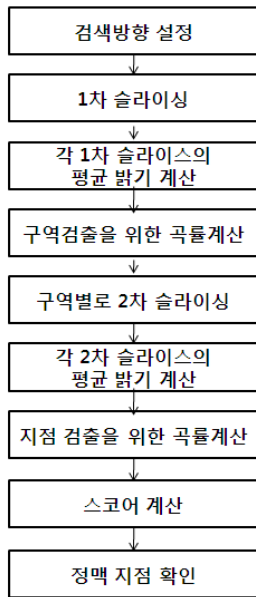 검색방향 설정
1차 슬라이싱
각 1차 슬라이스의
평균 밝기 계산
구역검출을 위한 곡률계산
구역별로 2차 슬라이싱
각 2차 슬라이스의
평균 밝기 계산
지점 검출을 위한 곡률계산
스코어 계산
정맥 지점 확인